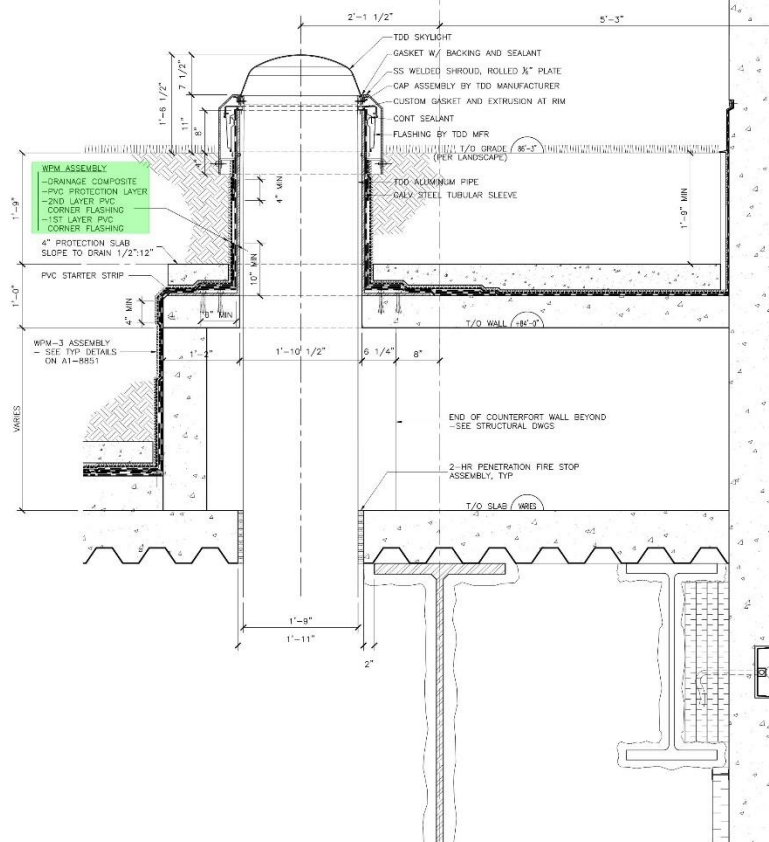 2'-1 1/2"
5'-3"
TDD SKYLIGHT
GASKET W/ BACKING AND SEALANT
SS WELDED SHROUD, ROLLED ⅛" PLATE
CAP ASSEMBLY BY TDD MANUFACTURER
CUSTOM GASKET AND EXTRUSION AT RIM
CONT SEALANT
FLASHING BY TDD MFR
T/O GRADE 86'-3"
(PER LANDSCAPE)
1'-6 1/2"
7 1/2"
11"
8"
4"
WPM ASSEMBLY
-DRAINAGE COMPOSITE
-PVC PROTECTION LAYER
-2ND LAYER PVC
CORNER FLASHING
-1ST LAYER PVC
CORNER FLASHING
TDD ALUMINUM PIPE
GALV STEEL TUBULAR SLEEVE
4" MIN
1'-9"
1'-9" MIN
4" PROTECTION SLAB
SLOPE TO DRAIN 1/2":12"
PVC STARTER STRIP
10" MIN
1'-0"
4" MIN
8" MIN
T/O WALL +84'-0"
WPM-3 ASSEMBLY
- SEE TYP DETAILS
ON A1-8851
1'-2"
1'-10 1/2"
6 1/4"
8"
VARIES
END OF COUNTERFORT WALL BEYOND
-SEE STRUCTURAL DWGS
2-HR PENETRATION FIRE STOP
ASSEMBLY, TYP
T/O SLAB VARIES
1'-9"
1'-11"
2"